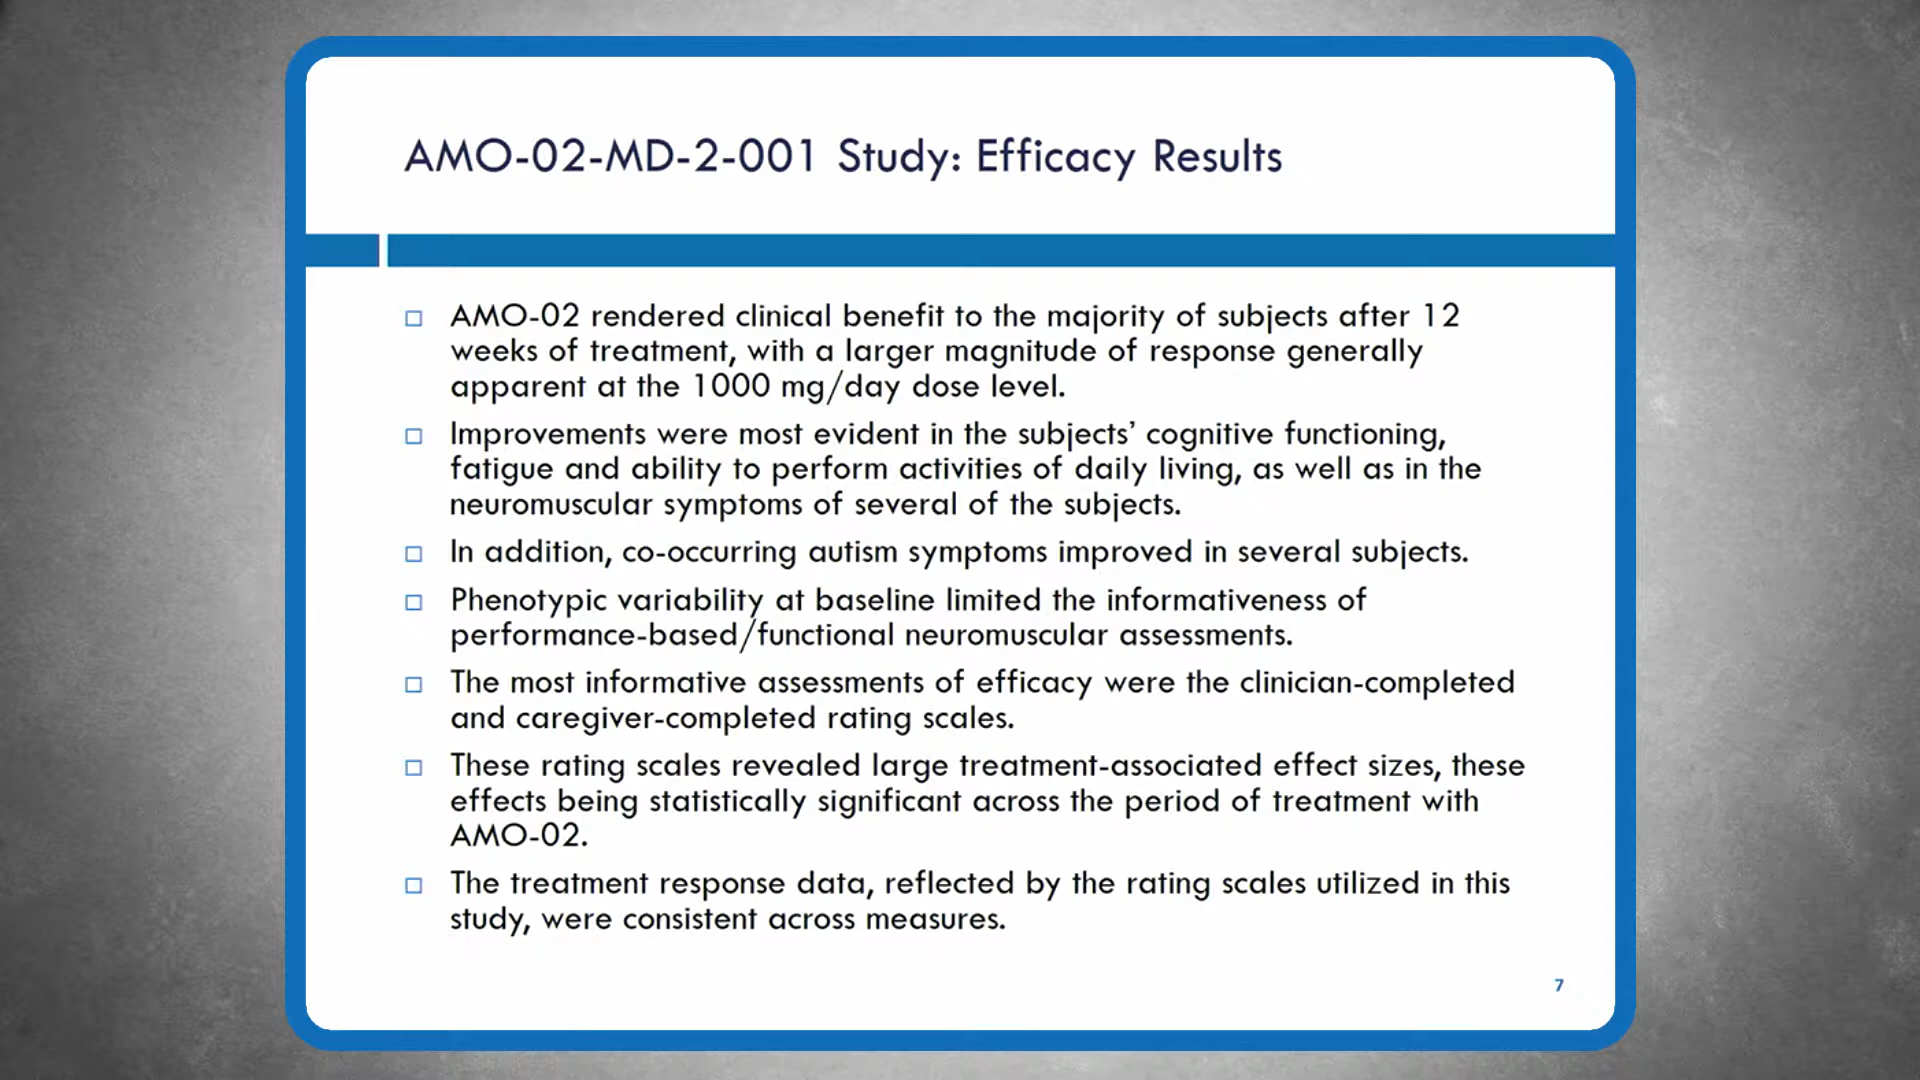 AMO-02-MD-2-001 Study: Efficacy Results
AMO-02 rendered clinical benefit to the majority of subjects after 12
weeks of treatment, with a larger magnitude of response generally
apparent at the 1000 mg/day dose level.
Improvements were most evident in the subjects’ cognitive functioning,
fatigue and ability to perform activities of daily living, as well as in the
neuromuscular symptoms of several of the subjects.
In addition, co-occurring autism symptoms improved in several subjects.
Phenotypic variability at baseline limited the informativeness of
performance-based/functional neuromuscular assessments.
The most informative assessments of efficacy were the clinician-completed
and caregiver-completed rating scales.
These rating scales revealed large treatment-associated effect sizes, these
effects being statistically significant across the period of treatment with
AMO-02.
The treatment response data, reflected by the rating scales utilized in this
study, were consistent across measures.
7